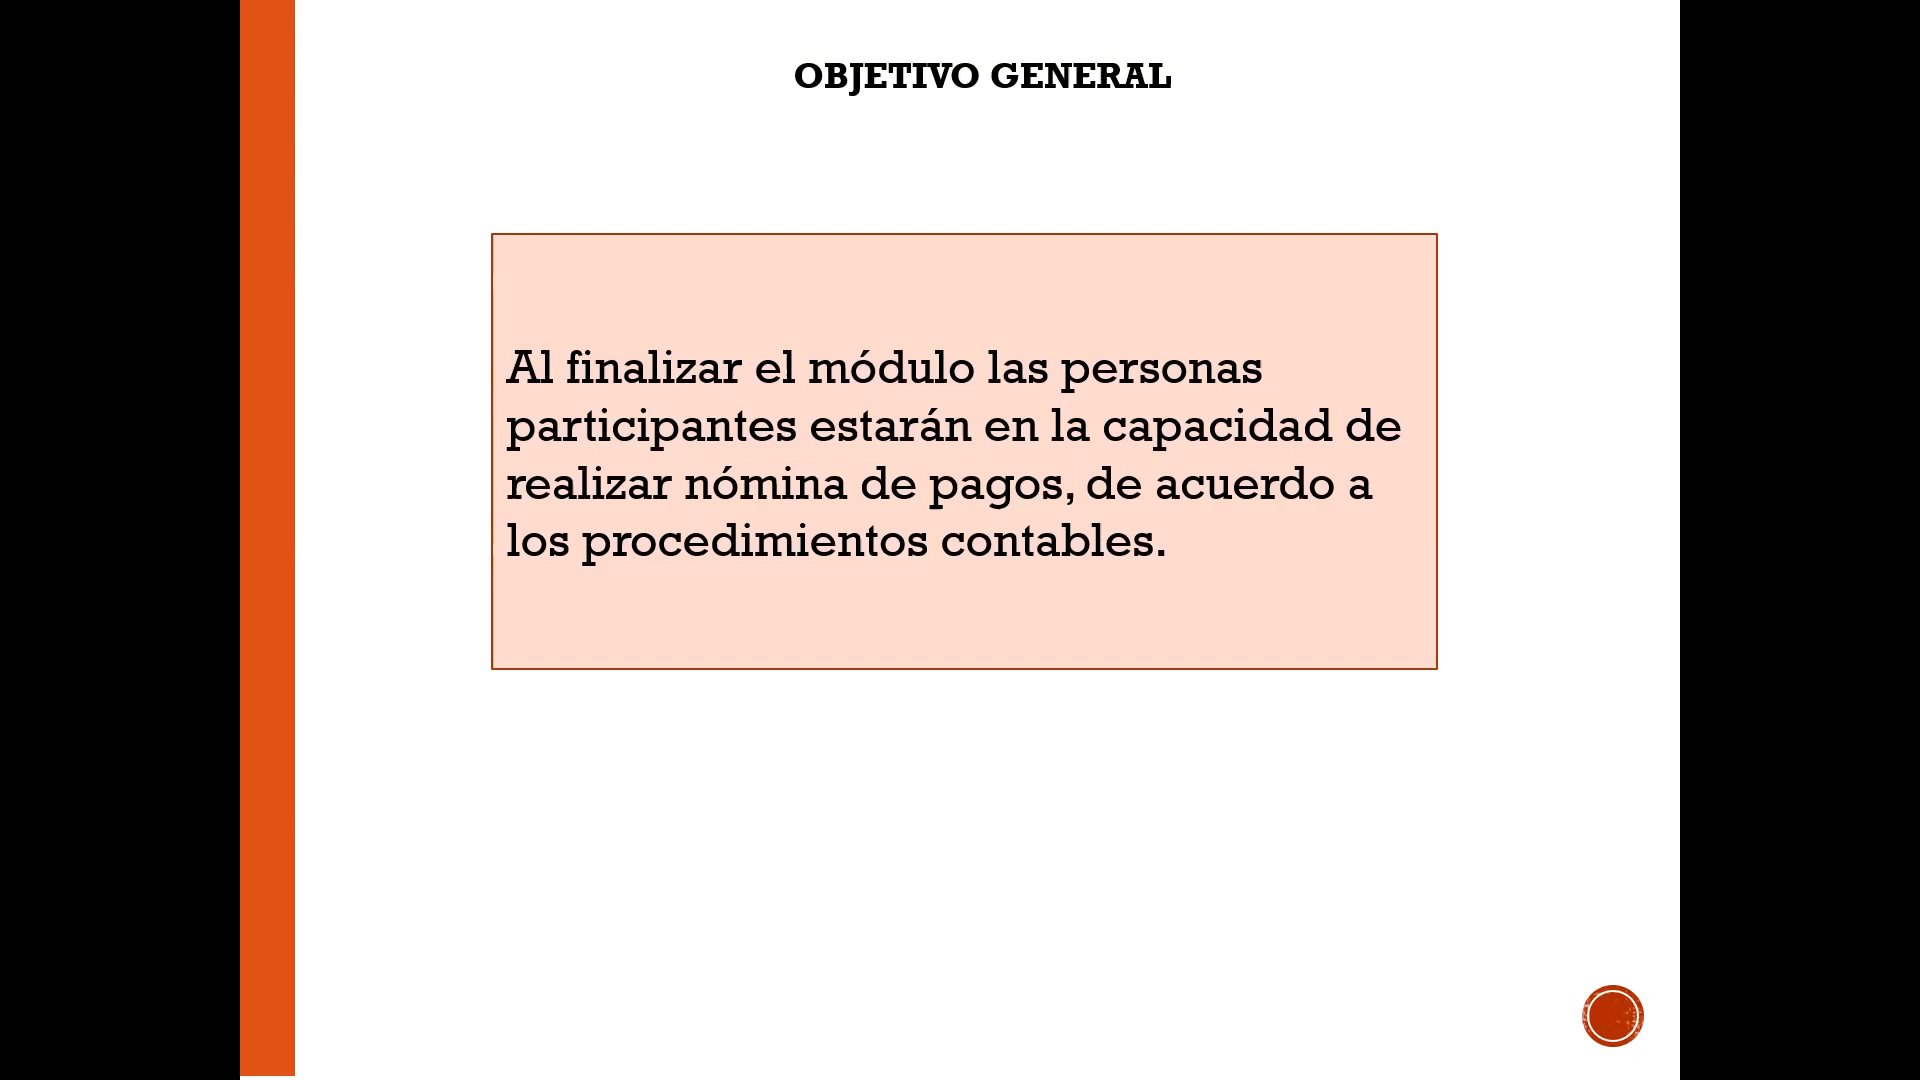 OBJETIVO GENERAL
Al finalizar el módulo las personas
participantes estarán en la capacidad de
realizar nómina de pagos, de acuerdo a
los procedimientos contables.